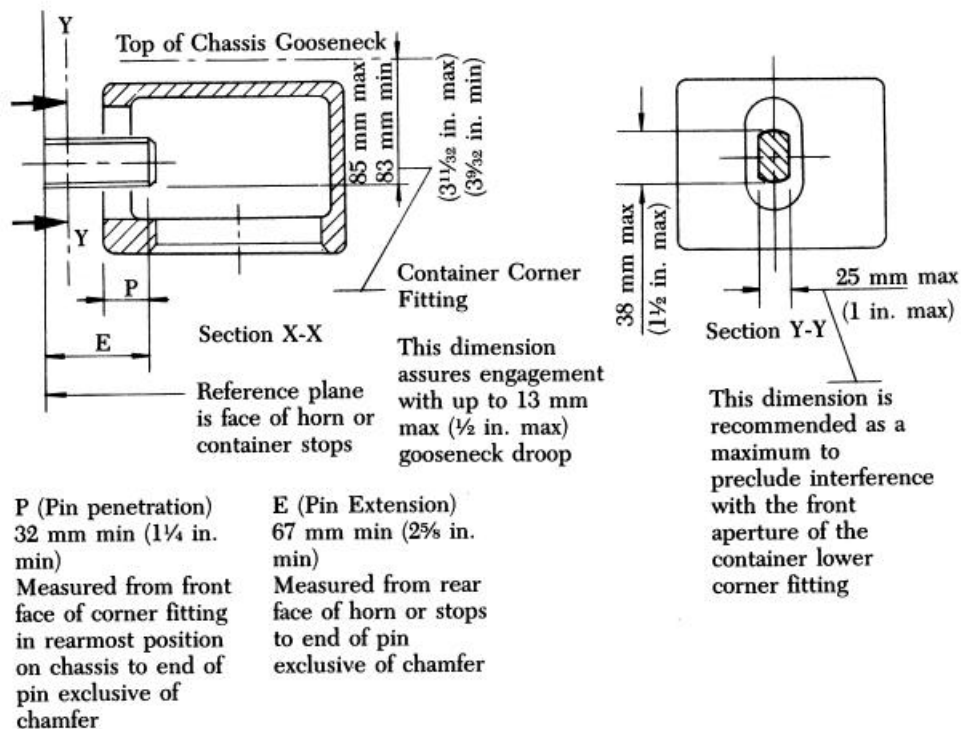 Y
Top of Chassis Gooseneck
85 mm max
83 mm min
(3 11/32 in. max)
(3 9/32 in. min)
Y
P
E
Section X-X
Reference plane
is face of horn or
container stops
Container Corner
Fitting
This dimension
assures engagement
with up to 13 mm
max (½ in. max)
gooseneck droop
38 mm max
(1½ in. max)
25 mm max
(1 in. max)
Section Y-Y
This dimension is
recommended as a
maximum to
preclude interference
with the front
aperture of the
container lower
corner fitting
P (Pin penetration)
32 mm min (1¼ in.
min)
Measured from front
face of corner fitting
in rearmost position
on chassis to end of
pin exclusive of
chamfer
E (Pin Extension)
67 mm min (2⅝ in.
min)
Measured from rear
face of horn or stops
to end of pin
exclusive of chamfer